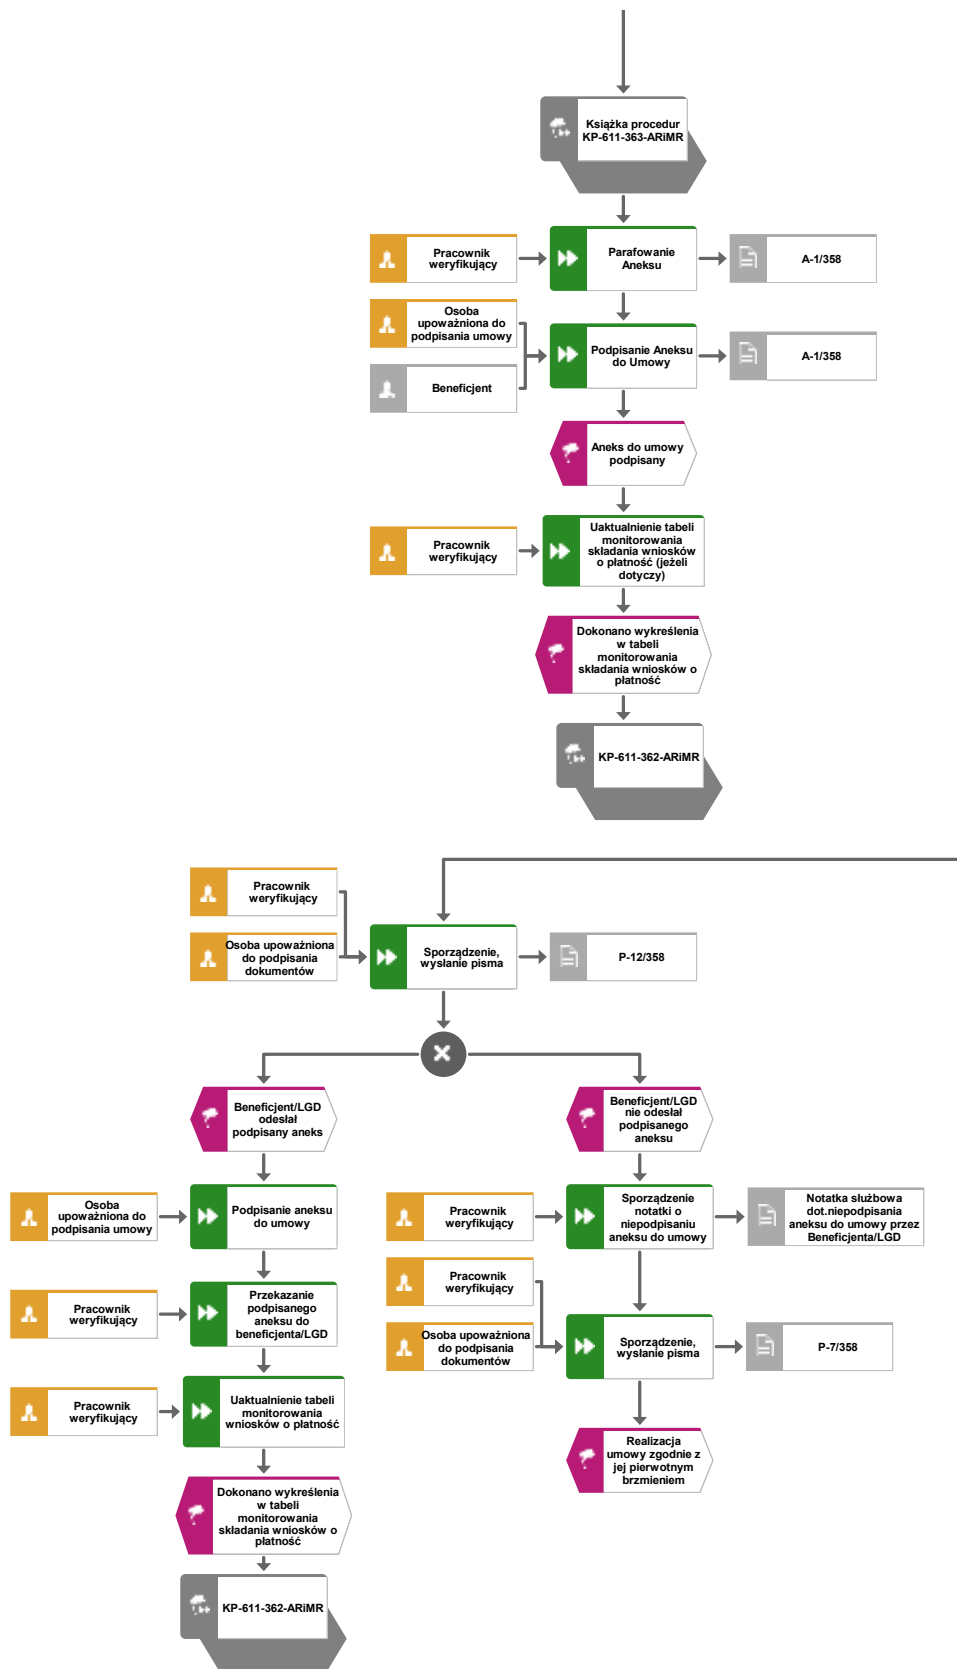 Książka procedur
KP-611-363-ARiMR
Pracownik
weryfikujący
Parafowanie
Aneksu
A-1/358
Osoba
upoważniona do
podpisania umowy
Beneficjent
Podpisanie Aneksu
do Umowy
A-1/358
Aneks do umowy
podpisany
Pracownik
weryfikujący
Uaktualnienie tabeli
monitorowania
składania wniosków
o płatność (jeżeli
dotyczy)
Dokonano wykreślenia
w tabeli
monitorowania
składania wniosków o
płatność
KP-611-362-ARiMR
Pracownik
weryfikujący
Osoba upoważniona
do podpisania
dokumentów
Sporządzenie,
wysłanie pisma
P-12/358
Beneficjent/LGD
odesłał
podpisany aneks
Beneficjent/LGD
nie odesłał
podpisanego
aneksu
Osoba
upoważniona do
podpisania umowy
Podpisanie aneksu
do umowy
Pracownik
weryfikujący
Sporządzenie
notatki o
niepodpisaniu
aneksu do umowy
Notatka służbowa
dot.niepodpisania
aneksu do umowy przez
Beneficjenta/LGD
Pracownik
weryfikujący
Przekazanie
podpisanego
aneksu do
beneficjenta/LGD
Pracownik
weryfikujący
Osoba upoważniona
do podpisania
dokumentów
Sporządzenie,
wysłanie pisma
P-7/358
Pracownik
weryfikujący
Uaktualnienie tabeli
monitorowania
wniosków o płatność
Realizacja
umowy zgodnie z
jej pierwotnym
brzmieniem
Dokonano wykreślenia
w tabeli
monitorowania
składania wniosków o
płatność
KP-611-362-ARiMR